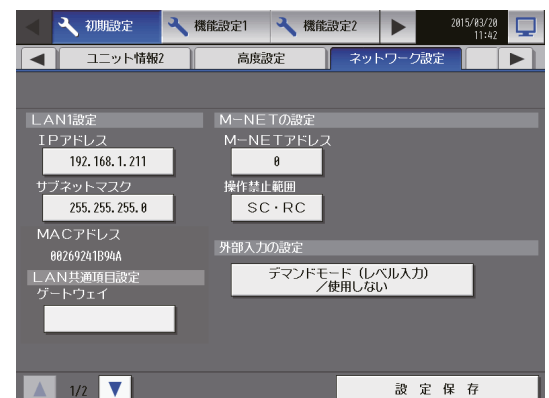 初期設定
機能設定1
機能設定2
2015/03/20
11:42
ユニット情報2
高度設定
ネットワーク設定
LAN1設定
IPアドレス
192.168.1.211
サブネットマスク
255.255.255.0
MACアドレス
00269241B94A
LAN共通項目設定
ゲートウェイ
M-NETの設定
M-NETアドレス
0
操作禁止範囲
SC・RC
外部入力の設定
デマンドモード（レベル入力）
／使用しない
1/2
設 定 保 存